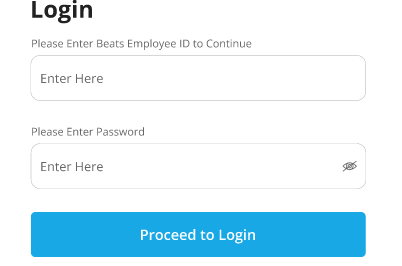 Login
Please Enter Beats Employee ID to Continue
Enter Here
Please Enter Password
Enter Here
Proceed to Login